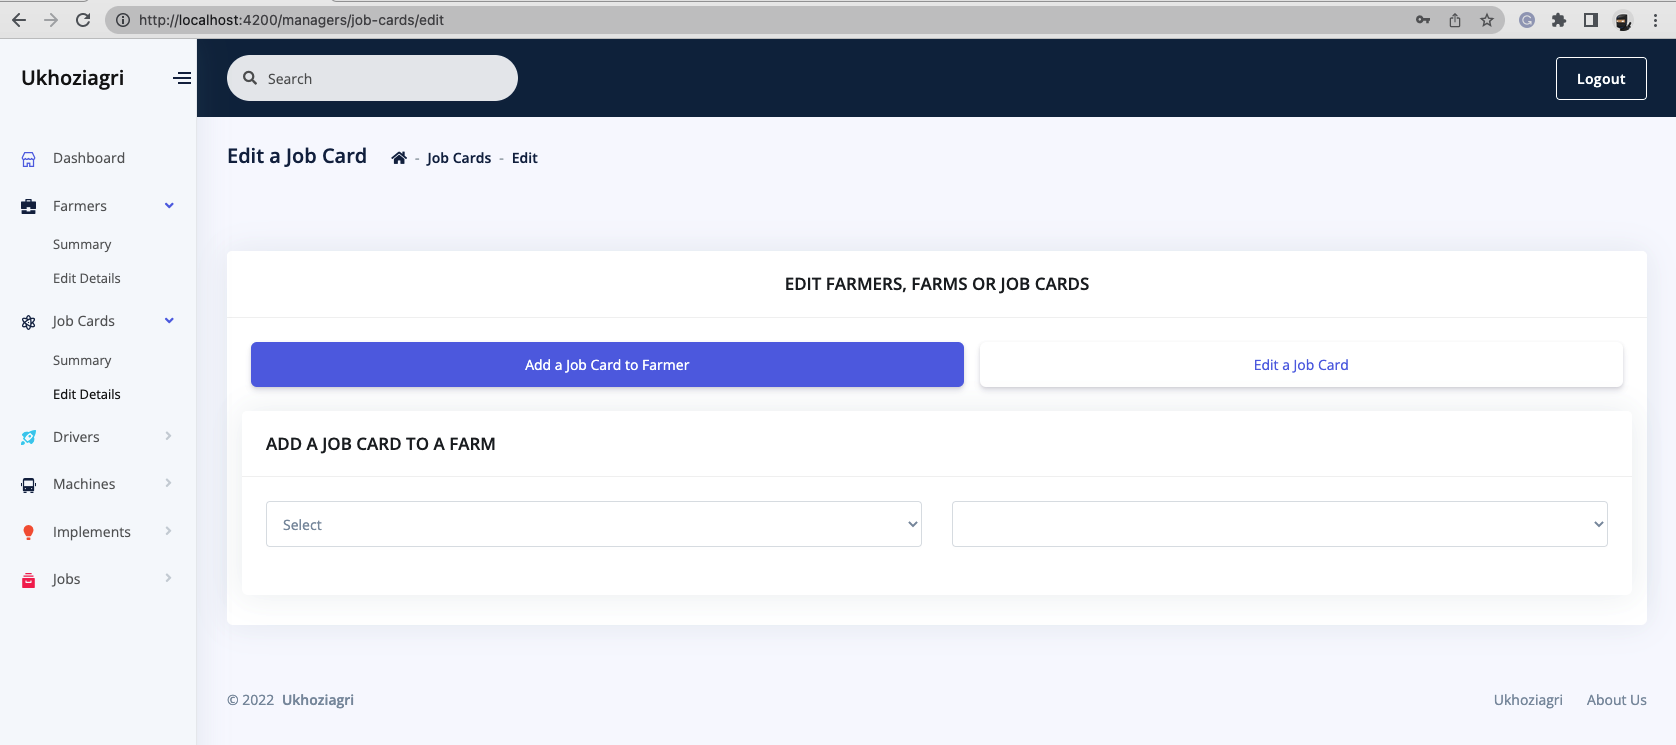 http://localhost:4200/managers/job-cards/edit
Ukhoziagri
Search
Logout
Dashboard
Farmers
Summary
Edit Details
Job Cards
Summary
Edit Details
Drivers
Machines
Implements
Jobs
Edit a Job Card - Job Cards - Edit
EDIT FARMERS, FARMS OR JOB CARDS
Add a Job Card to Farmer
Edit a Job Card
ADD A JOB CARD TO A FARM
Select
© 2022 Ukhoziagri
Ukhoziagri About Us